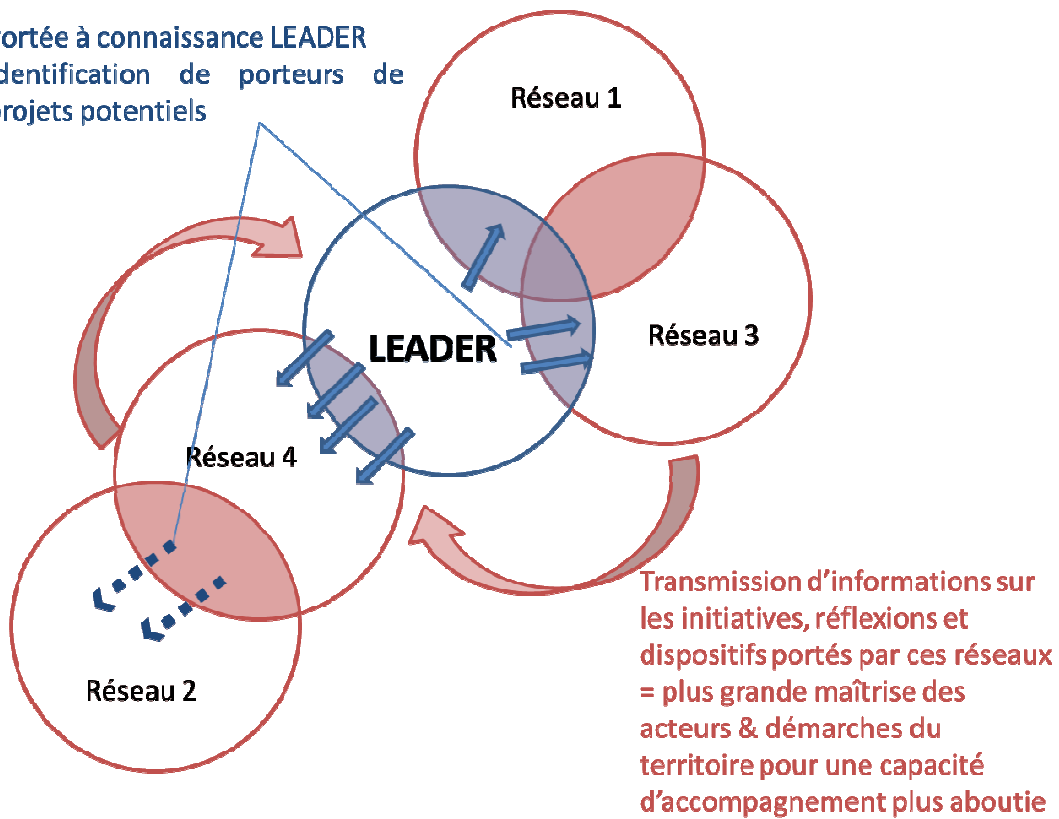 ortée à connaissance LEADER
dentification de porteurs de
rojets potentiels
Réseau 1
Réseau 3
LEADER
Réseau 4
Réseau 2
Transmission d'informations sur
les initiatives, réflexions et
dispositifs portés par ces réseaux
= plus grande maîtrise des
acteurs & démarches du
territoire pour une capacité
d'accompagnement plus aboutie